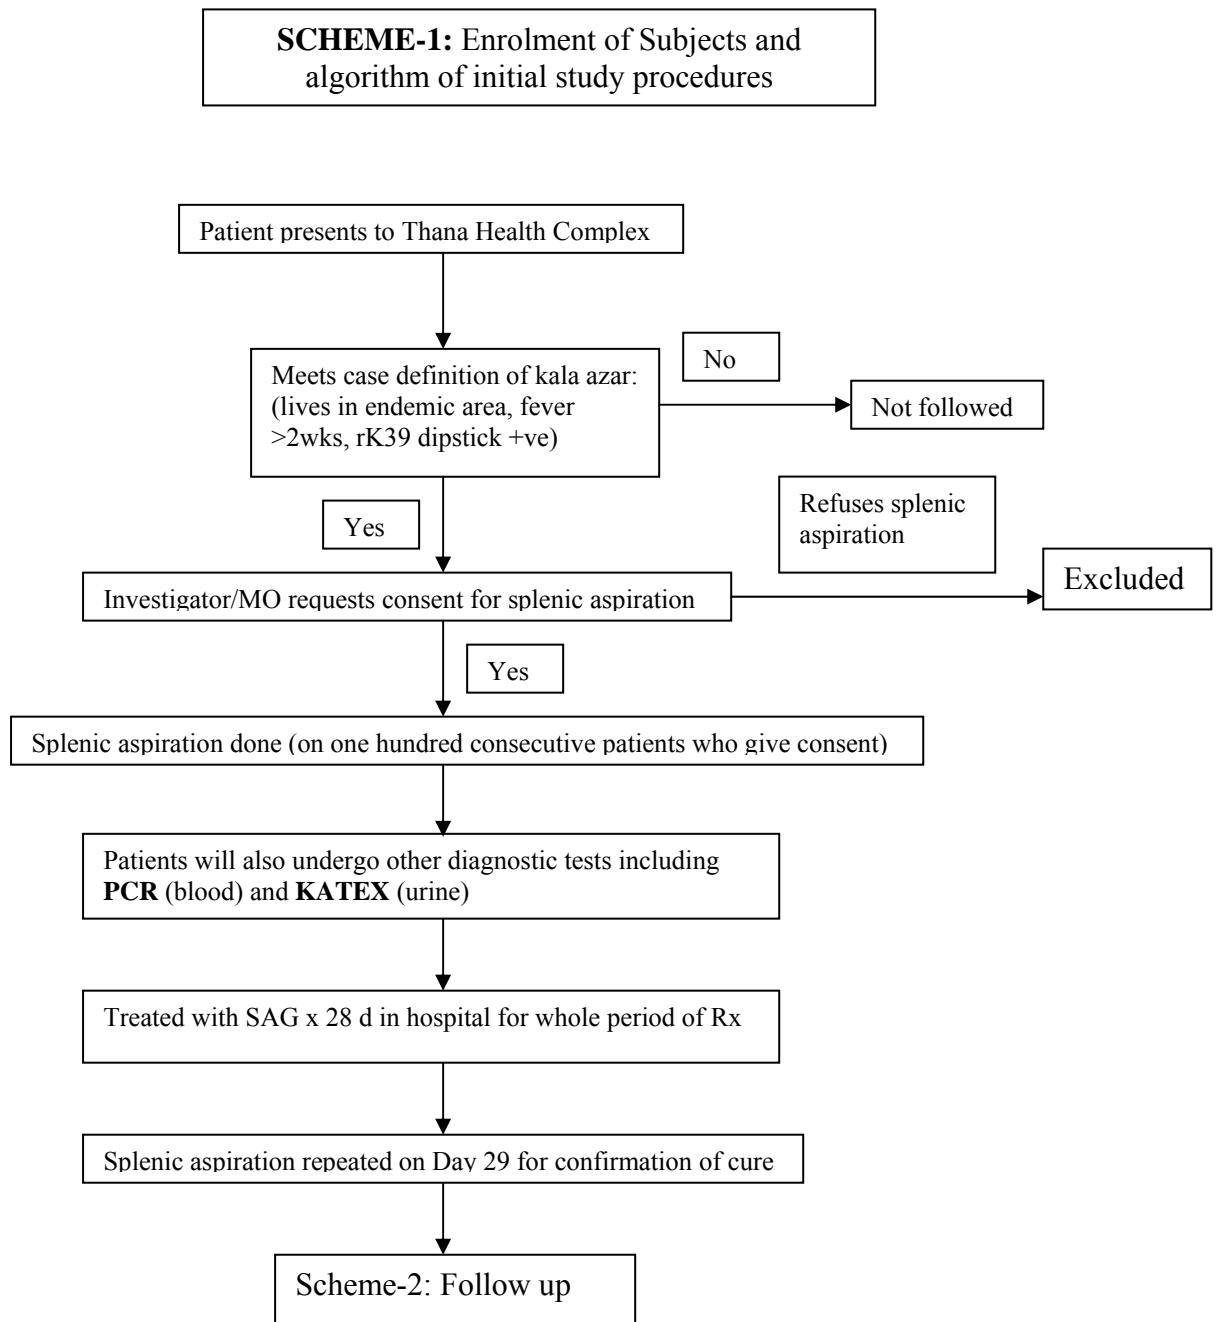 SCHEME-1: Enrolment of Subjects and
algorithm of initial study procedures
Patient presents to Thana Health Complex
Meets case definition of kala azar:
(lives in endemic area, fever
>2wks, rK39 dipstick +ve)
No
Not followed
Yes
Refuses splenic
aspiration
Investigator/MO requests consent for splenic aspiration
Excluded
Yes
Splenic aspiration done (on one hundred consecutive patients who give consent)
Patients will also undergo other diagnostic tests including
PCR (blood) and KATEX (urine)
Treated with SAG x 28 d in hospital for whole period of Rx
Splenic aspiration repeated on Day 29 for confirmation of cure
Scheme-2: Follow up